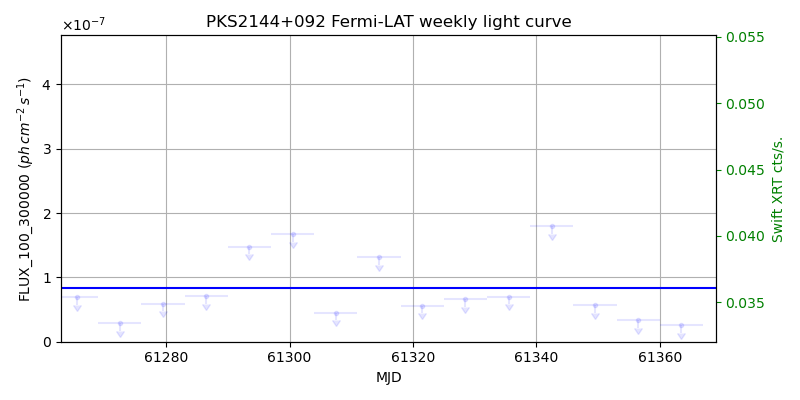 PKS2144+092 Fermi-LAT weekly light curve
×10⁻⁷
FLUX_100_300000 (ph cm⁻² s⁻¹)
4
3
2
1
0
61280 61300 61320 61340 61360
MJD
0.055
0.050
0.045
0.040
0.035
Swift XRT cts/s.